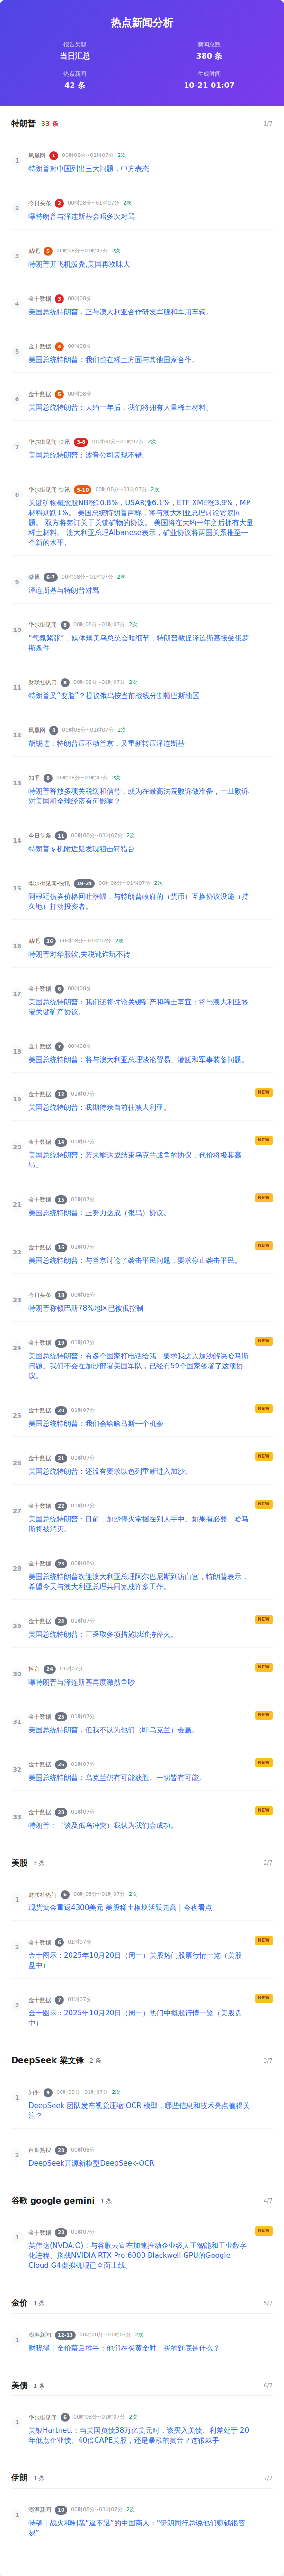 热点新闻分析
报告类型
新闻总数
当日汇总
380 条
热点新闻
生成时间
42 条
10-21 01:07
特朗普 33 条 1/7
1
凤凰网 1 00时08分~01时07分 2次
特朗普对中国列出三大问题，中方表态
2
今日头条 2 00时08分~01时07分 2次
曝特朗普与泽连斯基会晤多次对骂
3
贴吧 5 00时08分~01时07分 2次
特朗普开飞机泼粪,美国再次味大
4
金十数据 3 00时08分
美国总统特朗普：正与澳大利亚合作研发军舰和军用车辆。
5
金十数据 4 00时08分
美国总统特朗普：我们也在稀土方面与其他国家合作。
6
金十数据 5 00时08分
美国总统特朗普：大约一年后，我们将拥有大量稀土材料。
7
华尔街见闻-快讯 3-8 00时08分~01时07分 2次
美国总统特朗普：波音公司表现不错。
8
华尔街见闻-快讯 5-10 00时08分~01时07分 2次
关键矿物概念股NB涨10.8%，USAR涨6.1%，ETF XME涨3.9%，MP
材料则跌1%。 美国总统特朗普声称，将与澳大利亚总理讨论贸易问
题。 双方将签订关于关键矿物的协议。 美国将在大约一年之后拥有大量
稀土材料。 澳大利亚总理Albanese表示，矿业协议将两国关系推至一
个新的水平。
9
微博 6-7 00时08分~01时07分 2次
泽连斯基与特朗普对骂
10
华尔街见闻 8 00时08分~01时07分 2次
“气氛紧张”，媒体爆美乌总统会晤细节，特朗普敦促泽连斯基接受俄罗
斯条件
11
财联社热门 8 00时08分~01时07分 2次
特朗普又“变脸”？提议俄乌按当前战线分割顿巴斯地区
12
凤凰网 8 00时08分~01时07分 2次
胡锡进：特朗普压不动普京，又重新转压泽连斯基
13
知乎 8 00时08分~01时07分 2次
特朗普释放多项关税缓和信号，或为在最高法院败诉做准备，一旦败诉
对美国和全球经济有何影响？
14
今日头条 11 00时08分~01时07分 2次
特朗普专机附近疑发现狙击狩猎台
15
华尔街见闻-快讯 19-24 00时08分~01时07分 2次
阿根廷债券价格回吐涨幅，与特朗普政府的（货币）互换协议没能（持
久地）打动投资者。
16
贴吧 26 00时08分~01时07分 2次
特朗普对华服软,关税讹诈玩不转
17
金十数据 6 00时08分
美国总统特朗普：我们还将讨论关键矿产和稀土事宜；将与澳大利亚签
署关键矿产协议。
18
金十数据 7 00时08分
美国总统特朗普：将与澳大利亚总理谈论贸易、潜艇和军事装备问题。
19
金十数据 12 01时07分 NEW
美国总统特朗普：我期待亲自前往澳大利亚。
20
金十数据 14 01时07分 NEW
美国总统特朗普：若未能达成结束乌克兰战争的协议，代价将极其高
昂。
21
金十数据 15 01时07分 NEW
美国总统特朗普：正努力达成（俄乌）协议。
22
金十数据 16 01时07分 NEW
美国总统特朗普：与普京讨论了袭击平民问题，要求停止袭击平民。
23
今日头条 18 00时08分
特朗普称顿巴斯78%地区已被俄控制
24
金十数据 19 01时07分 NEW
美国总统特朗普：有多个国家打电话给我，要求我进入加沙解决哈马斯
问题。我们不会在加沙部署美国军队，已经有59个国家签署了这项协
议。
25
金十数据 20 01时07分 NEW
美国总统特朗普：我们会给哈马斯一个机会
26
金十数据 21 01时07分 NEW
美国总统特朗普：还没有要求以色列重新进入加沙。
27
金十数据 22 01时07分 NEW
美国总统特朗普：目前，加沙停火掌握在别人手中。如果有必要，哈马
斯将被消灭。
28
金十数据 23 00时08分
美国总统特朗普欢迎澳大利亚总理阿尔巴尼斯到访白宫，特朗普表示，
希望今天与澳大利亚总理共同完成许多工作。
29
金十数据 24 01时07分 NEW
美国总统特朗普：正采取多项措施以维持停火。
30
抖音 24 01时07分 NEW
曝特朗普与泽连斯基再度激烈争吵
31
金十数据 25 01时07分 NEW
美国总统特朗普：但我不认为他们（即乌克兰）会赢。
32
金十数据 26 01时07分 NEW
美国总统特朗普：乌克兰仍有可能获胜。一切皆有可能。
33
金十数据 28 01时07分 NEW
特朗普：（谈及俄乌冲突）我认为我们会成功。
美股 3 条 2/7
1
财联社热门 6 00时08分~01时07分 2次
现货黄金重返4300美元 美股稀土板块活跃走高 | 今夜看点
2
金十数据 6 01时07分 NEW
金十图示：2025年10月20日（周一）美股热门股票行情一览（美股
盘中）
3
金十数据 7 01时07分 NEW
金十图示：2025年10月20日（周一）热门中概股行情一览（美股盘
中）
DeepSeek 梁文锋 2 条 3/7
1
知乎 9 00时08分~01时07分 2次
DeepSeek 团队发布视觉压缩 OCR 模型，哪些信息和技术亮点值得关
注？
2
百度热搜 23 00时08分
DeepSeek开源新模型DeepSeek-OCR
谷歌 google gemini 1 条 4/7
1
金十数据 23 01时07分 NEW
英伟达(NVDA.O)：与谷歌云宣布加速推动企业级人工智能和工业数字
化进程。搭载NVIDIA RTX Pro 6000 Blackwell GPU的Google
Cloud G4虚拟机现已全面上线。
金价 1 条 5/7
1
澎湃新闻 12-13 00时08分~01时07分 2次
财晓得｜金价幕后推手：他们在买黄金时，买的到底是什么？
美债 1 条 6/7
1
华尔街见闻 6 00时08分~01时07分 2次
美银Hartnett：当美国负债38万亿美元时，该买入美债、利差处于 20
年低点企业债、40倍CAPE美股，还是暴涨的黄金？这很棘手
伊朗 1 条 7/7
1
澎湃新闻 10 00时08分~01时07分 2次
特稿｜战火和制裁“逼不退”的中国商人：“伊朗同行总说他们赚钱很容
易”